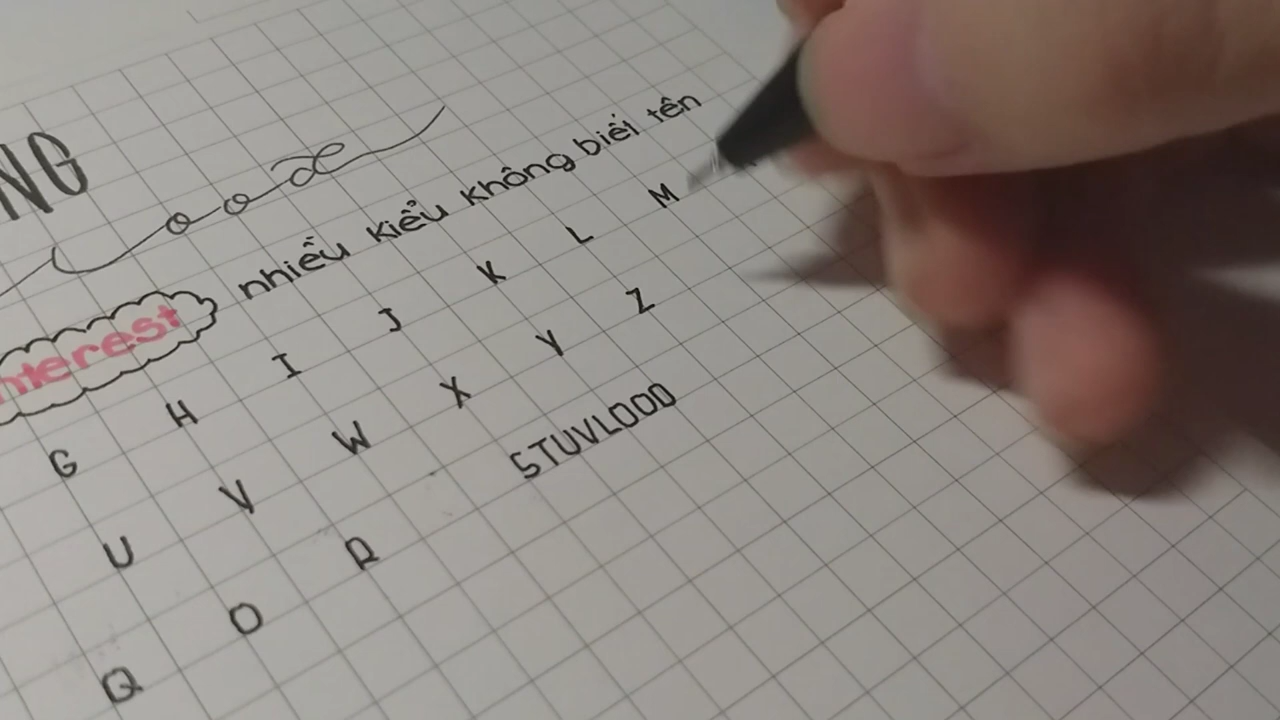 NG
nterest nhiều kiểu không biết tên
G H I J K L M
U V W X Y Z
Q O R STUVLOOD